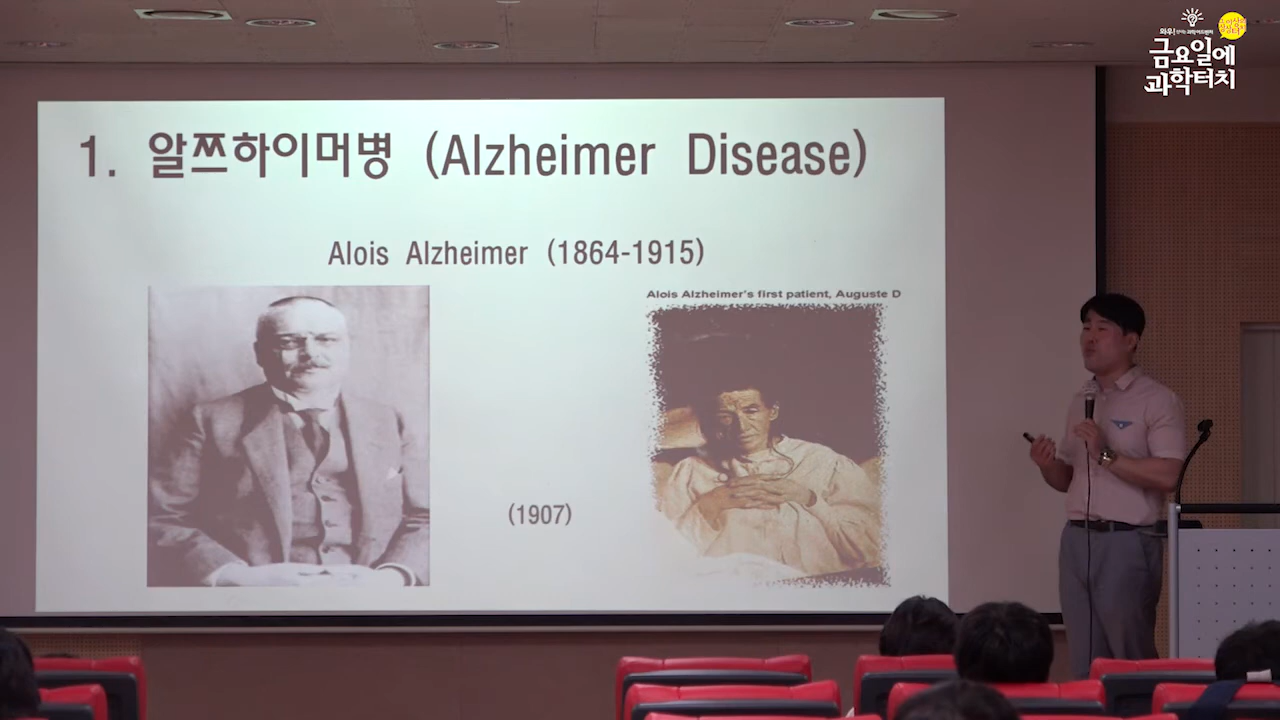 금요일에
과학터치
1. 알쯔하이머병 (Alzheimer Disease)
Alois Alzheimer (1864-1915)
Alois Alzheimer's first patient, Auguste D
(1907)